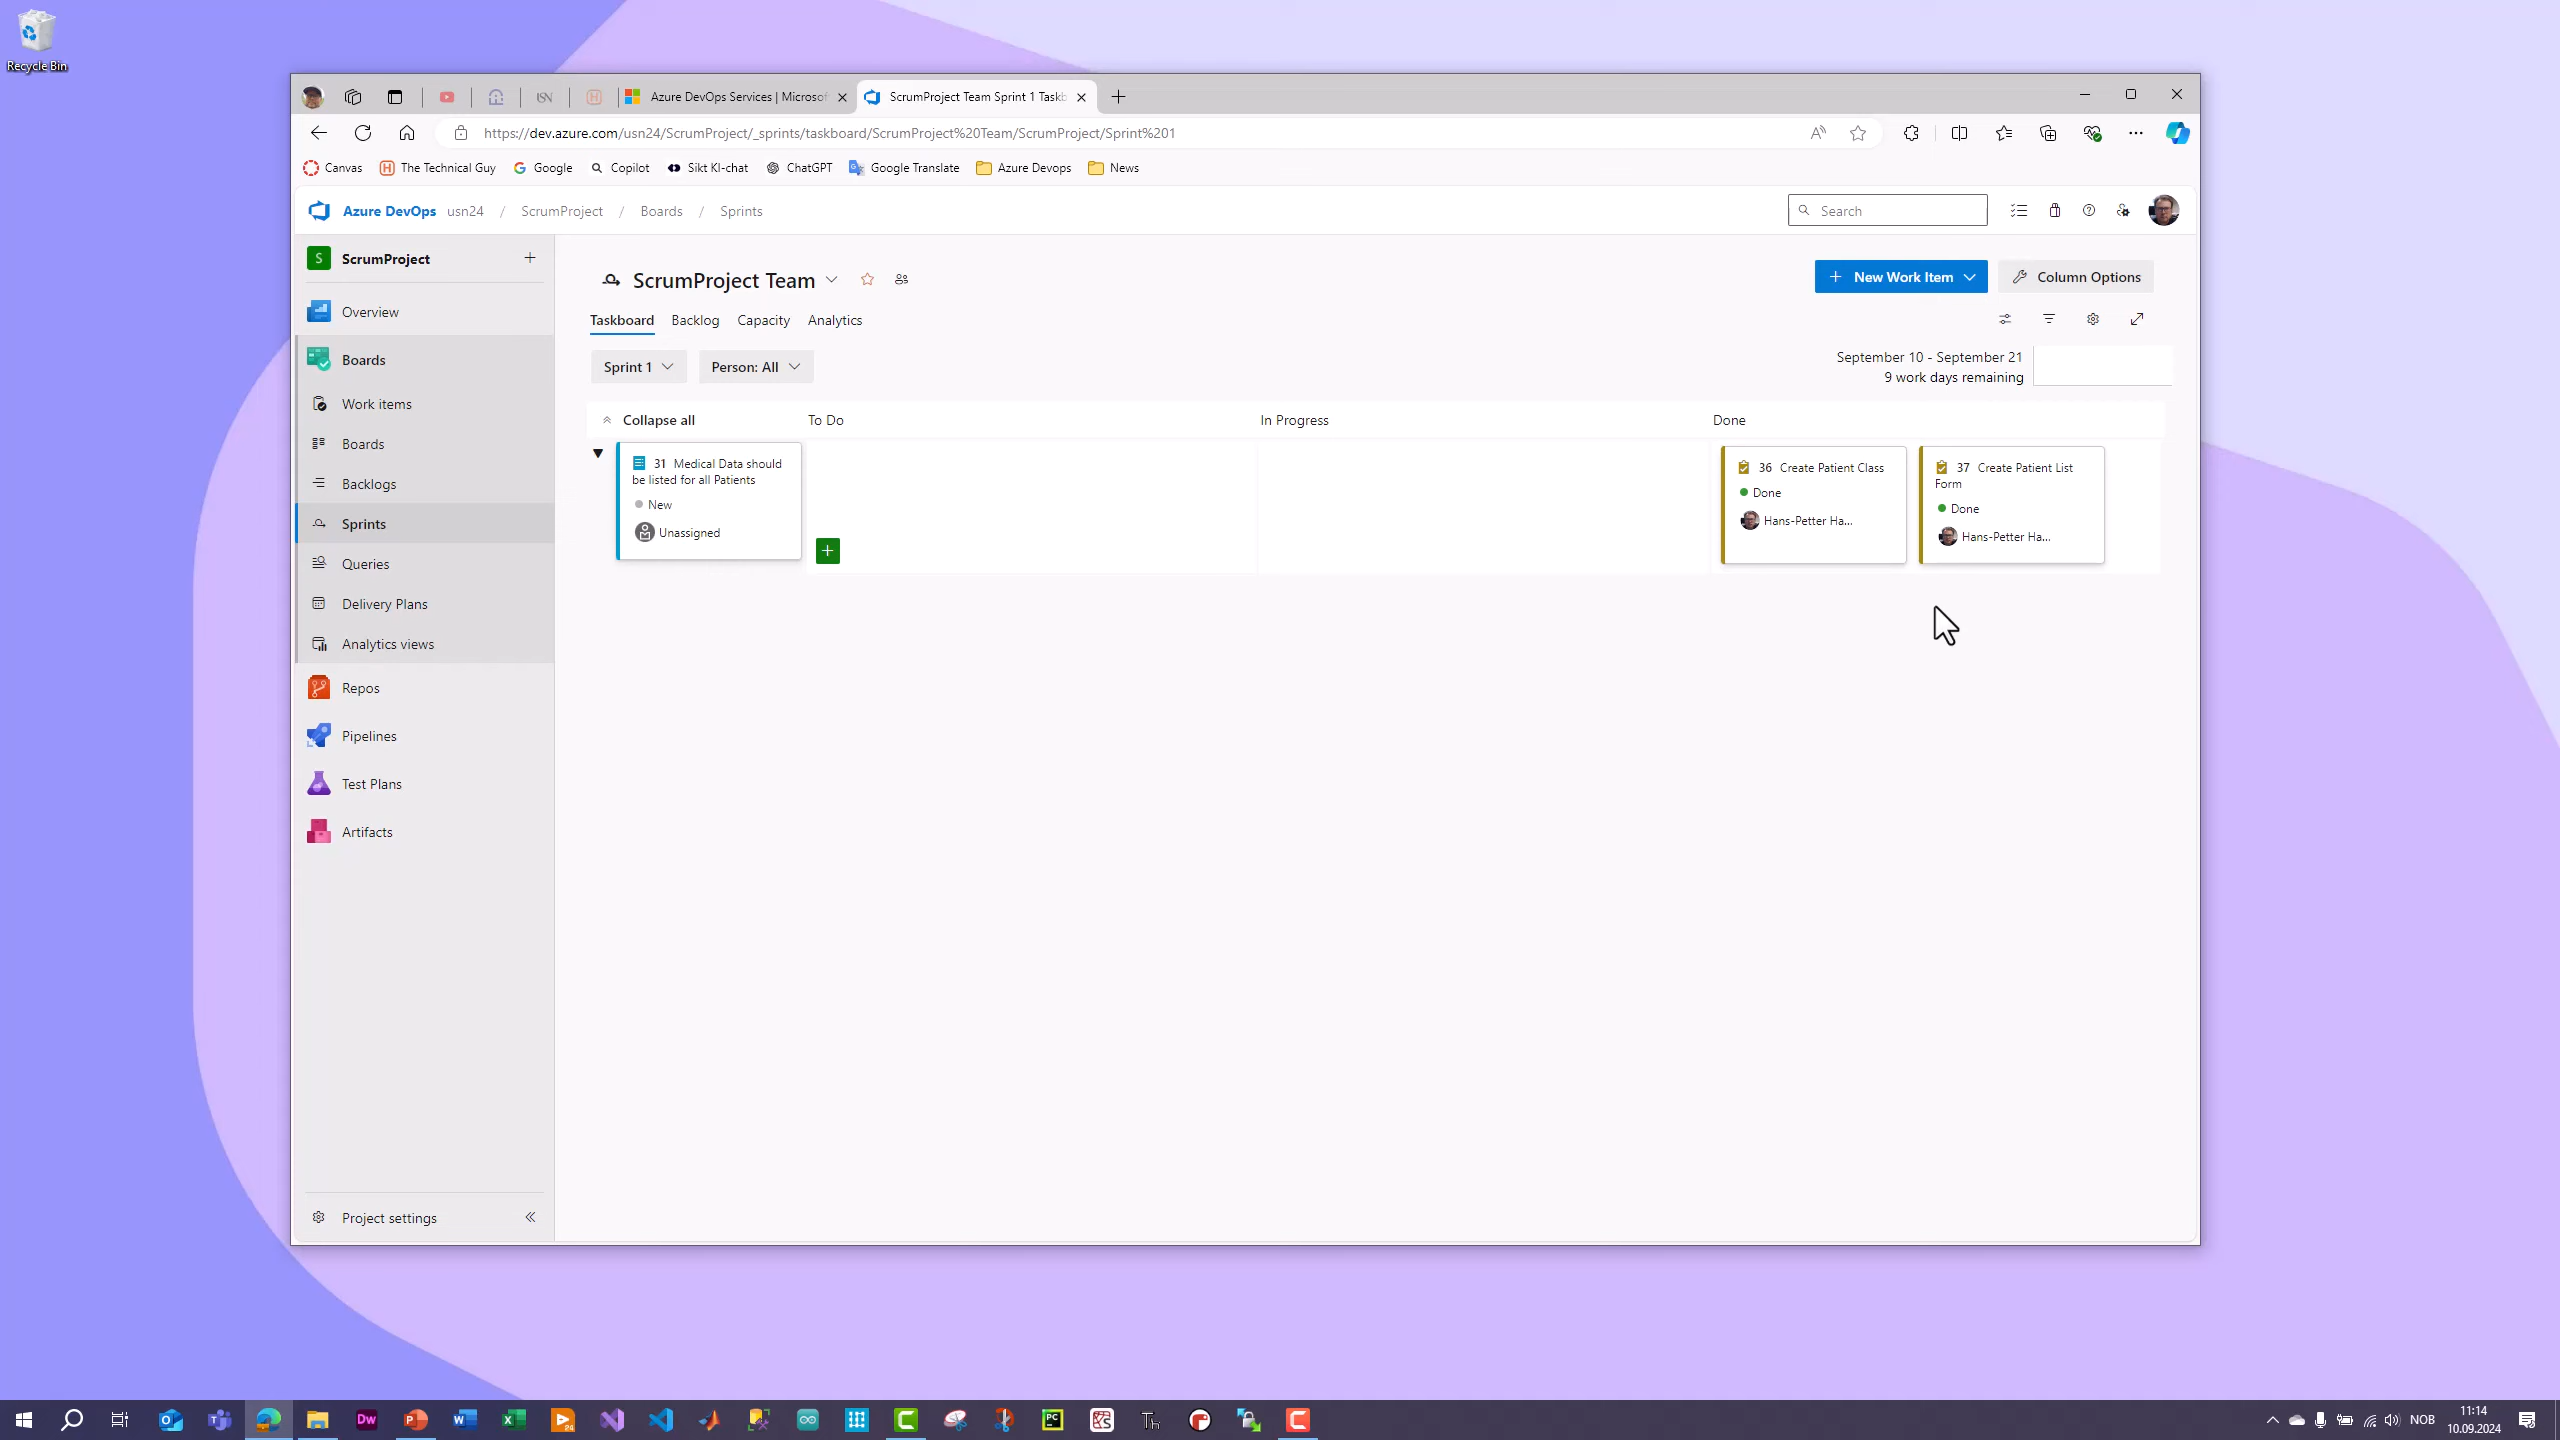 Recycle Bin
Azure DevOps Services | Microsof
ScrumProject Team Sprint 1 Taskb
https://dev.azure.com/usn24/ScrumProject/_sprints/taskboard/ScrumProject%20Team/ScrumProject/Sprint%201
Canvas
The Technical Guy
Google
Copilot
Sikt KI-chat
ChatGPT
Google Translate
Azure Devops
News
Azure DevOps usn24 / ScrumProject / Boards / Sprints
Search
S ScrumProject
Overview
Boards
Work items
Boards
Backlogs
Sprints
Queries
Delivery Plans
Analytics views
Repos
Pipelines
Test Plans
Artifacts
Project settings
ScrumProject Team
New Work Item
Column Options
Taskboard Backlog Capacity Analytics
Sprint 1
Person: All
September 10 - September 21
9 work days remaining
Collapse all
To Do
In Progress
Done
31 Medical Data should
be listed for all Patients
New
Unassigned
36 Create Patient Class
Done
Hans-Petter Ha...
37 Create Patient List
Form
Done
Hans-Petter Ha...
NOB
11:14
10.09.2024